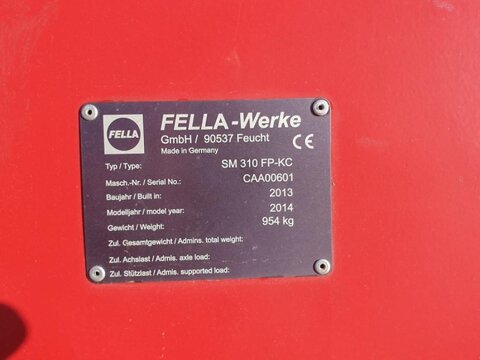 FELLA
FELLA-Werke
GmbH / 90537 Feucht
Made in Germany
CE
Typ / Type: SM 310 FP-KC
Masch.-Nr. / Serial No.: CAA00601
Baujahr / Built in: 2013
Modelljahr / model year: 2014
Gewicht / Weight: 954 kg
Zul. Gesamtgewicht / Admins. total weight:
Zul. Achslast / Admis. axle load:
Zul. Stützlast / Admis. supported load: